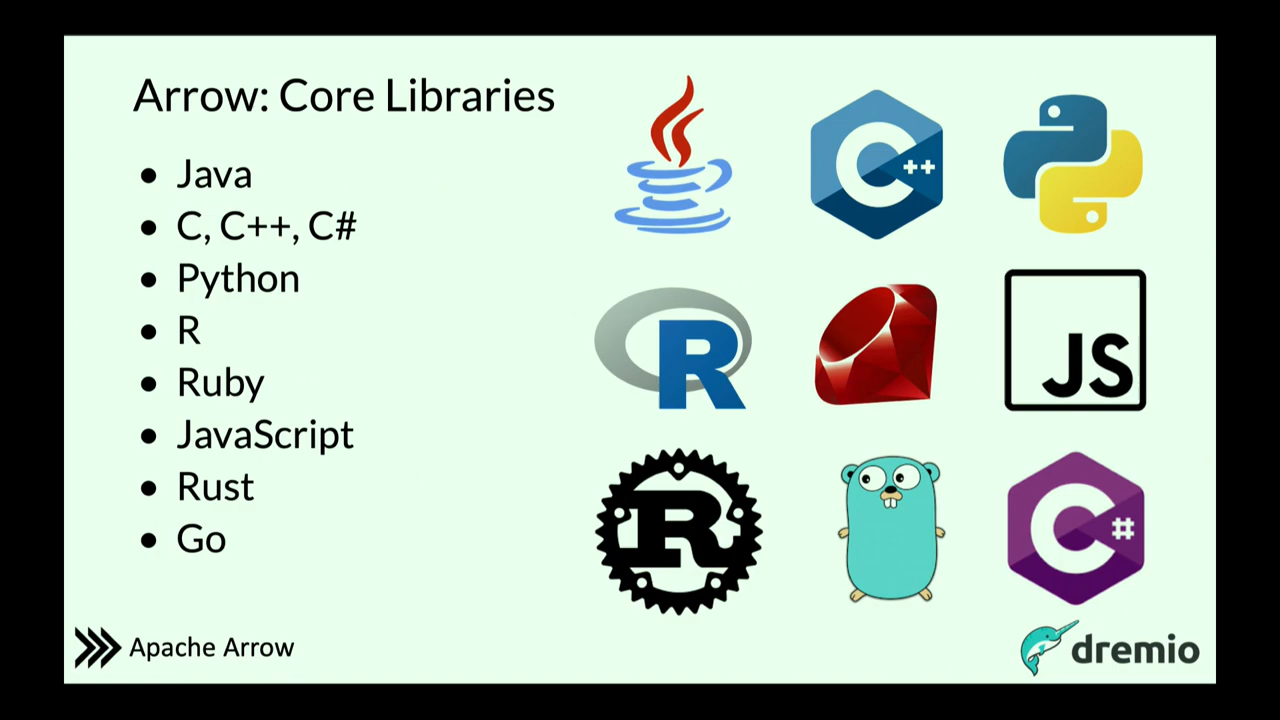 Arrow: Core Libraries
• Java
• C, C++, C#
• Python
• R
• Ruby
• JavaScript
• Rust
• Go
C++
R
JS
R
C#
Apache Arrow
dremio